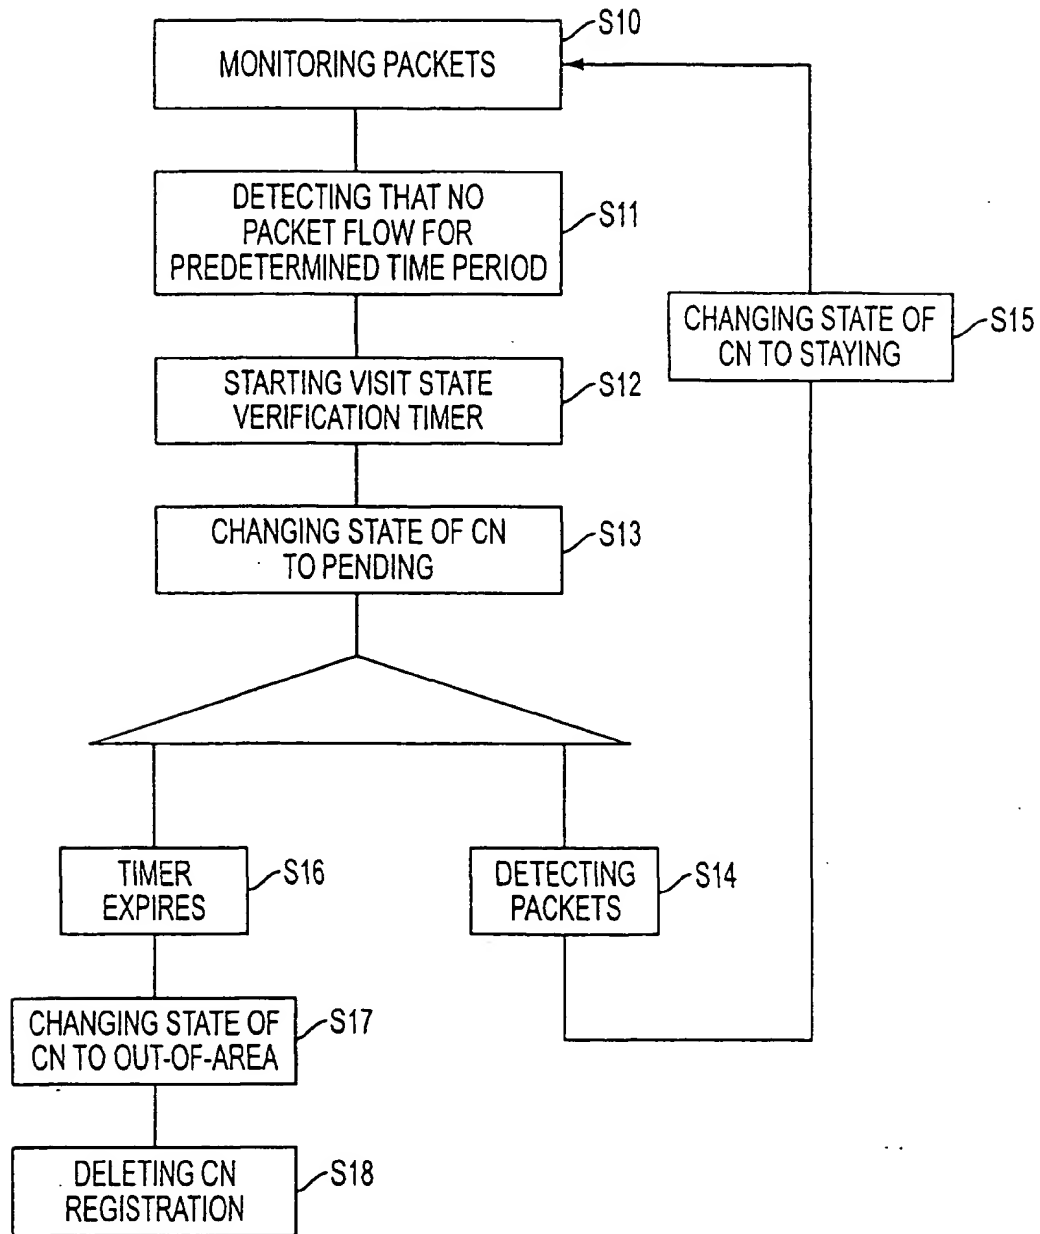 S10
MONITORING PACKETS
DETECTING THAT NO
PACKET FLOW FOR
PREDETERMINED TIME PERIOD
S11
CHANGING STATE OF
CN TO STAYING
S15
STARTING VISIT STATE
VERIFICATION TIMER
S12
CHANGING STATE OF CN
TO PENDING
S13
TIMER
EXPIRES
S16
DETECTING
PACKETS
S14
CHANGING STATE OF
CN TO OUT-OF-AREA
S17
DELETING CN
REGISTRATION
S18